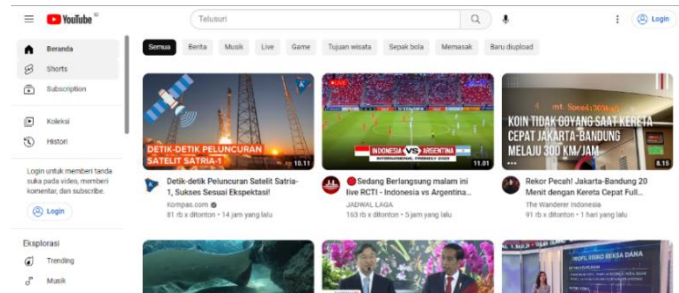 YouTube ID
Telusuri
Login
Beranda
Shorts
Subscription
Koleksi
Histori
Login untuk memberi tanda
suka pada video, memberi
komentar, dan subscribe.
Login
Eksplorasi
Trending
Musik
Semua
Berita
Musik
Live
Game
Tujuan wisata
Sepak bola
Memasak
Baru diupload
DETIK-DETIK PELUNCURAN
SATELIT SATRIA-1
10.11
Detik-detik Peluncuran Satelit Satria-
1, Sukses Sesuai Ekspektasi!
Kompas.com
81 rb x ditonton • 14 jam yang lalu
LIVE
INDONESIA VS ARGENTINA
11.01
Sedang Berlangsung malam ini
live RCTI - Indonesia vs Argentina...
JADWAL LAGA
163 rb x ditonton • 5 jam yang lalu
KOIN TIDAK GOYANG SAAT KERETA
CEPAT JAKARTA-BANDUNG
MELAJU 300 KM/JAM
8.15
Rekor Pecah! Jakarta-Bandung 20
Menit dengan Kereta Cepat Full...
The Wanderer Indonesia
91 rb x ditonton • 1 hari yang lalu